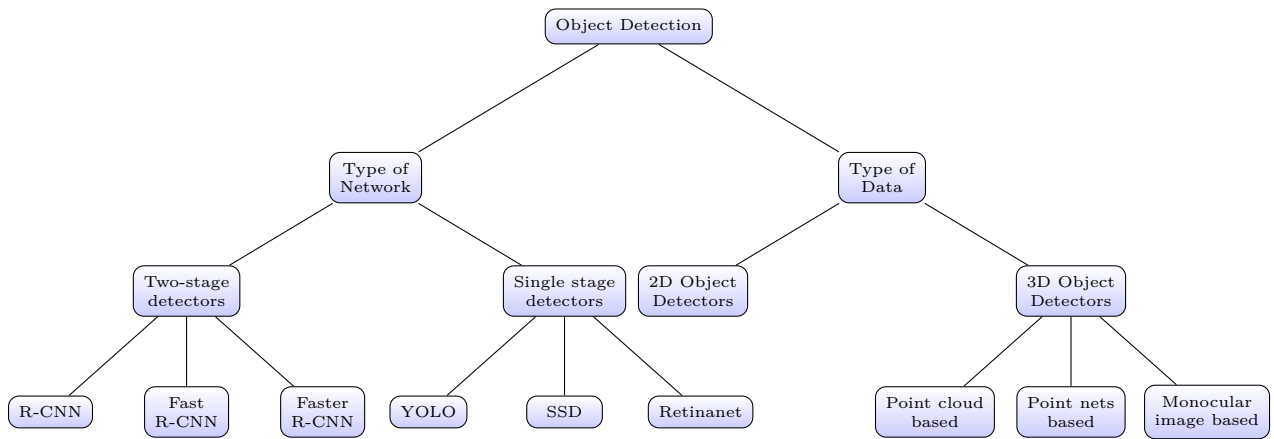 Object Detection
Type of
Network
Type of
Data
Two-stage
detectors
Single stage
detectors
2D Object
Detectors
3D Object
Detectors
R-CNN
Fast
R-CNN
Faster
R-CNN
YOLO
SSD
Retinanet
Point cloud
based
Point nets
based
Monocular
image based